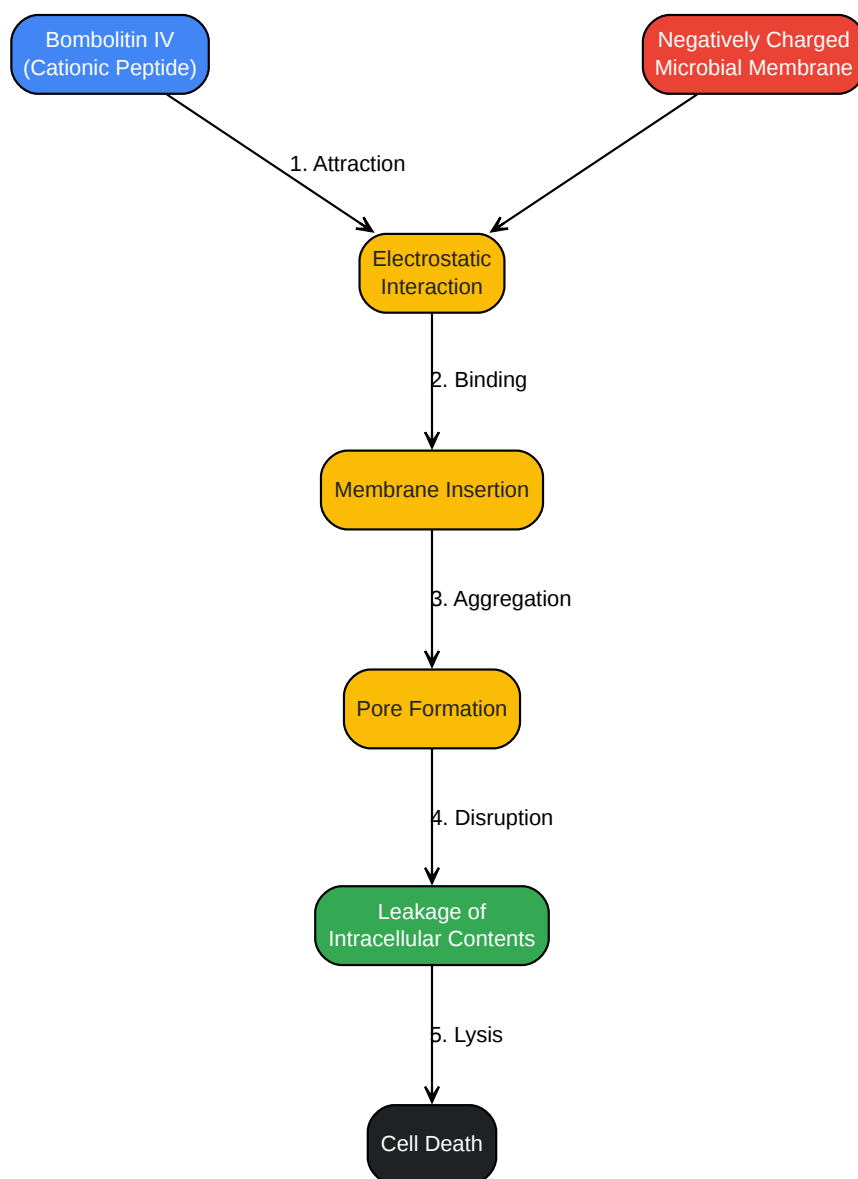 Bombolitin IV
(Cationic Peptide)
Negatively Charged
Microbial Membrane
1. Attraction
Electrostatic
Interaction
2. Binding
Membrane Insertion
3. Aggregation
Pore Formation
4. Disruption
Leakage of
Intracellular Contents
5. Lysis
Cell Death